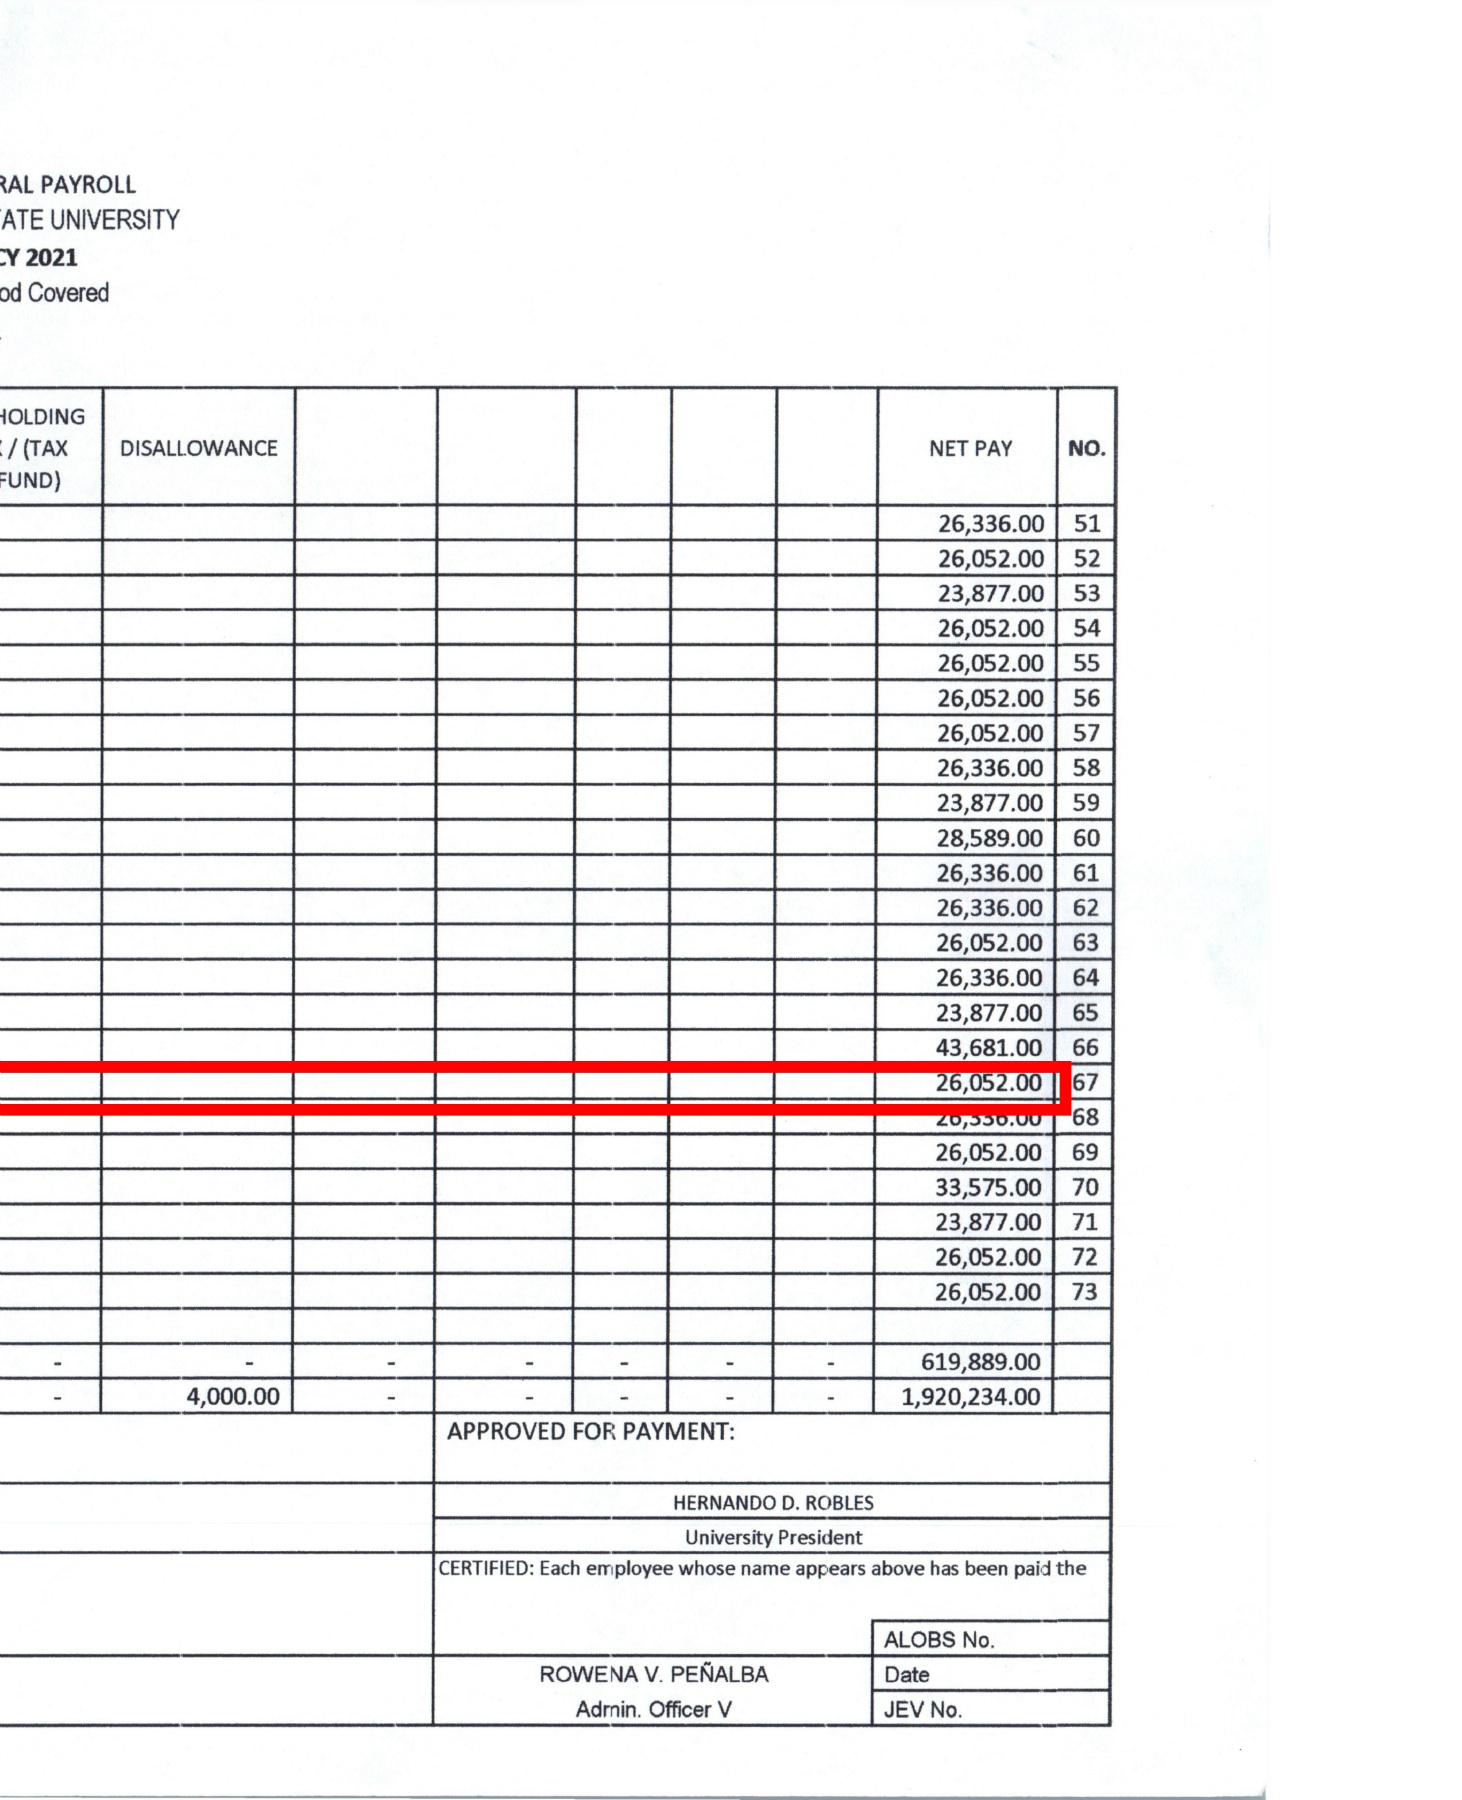 RAL PAYROLL
TATE UNIVERSITY
CY 2021
od Covered
HOLDING
/ (TAX DISALLOWANCE NET PAY NO.
FUND)
26,336.00 51
26,052.00 52
23,877.00 53
26,052.00 54
26,052.00 55
26,052.00 56
26,052.00 57
26,336.00 58
23,877.00 59
28,589.00 60
26,336.00 61
26,336.00 62
26,052.00 63
26,336.00 64
23,877.00 65
43,681.00 66
26,052.00 67
26,336.00 68
26,052.00 69
33,575.00 70
23,877.00 71
26,052.00 72
26,052.00 73
- - - - - - - 619,889.00
- 4,000.00 - - - - - 1,920,234.00
APPROVED FOR PAYMENT:
HERNANDO D. ROBLES
University President
CERTIFIED: Each employee whose name appears above has been paid the
ALOBS No.
ROWENA V. PEÑALBA Date
Admin. Officer V JEV No.